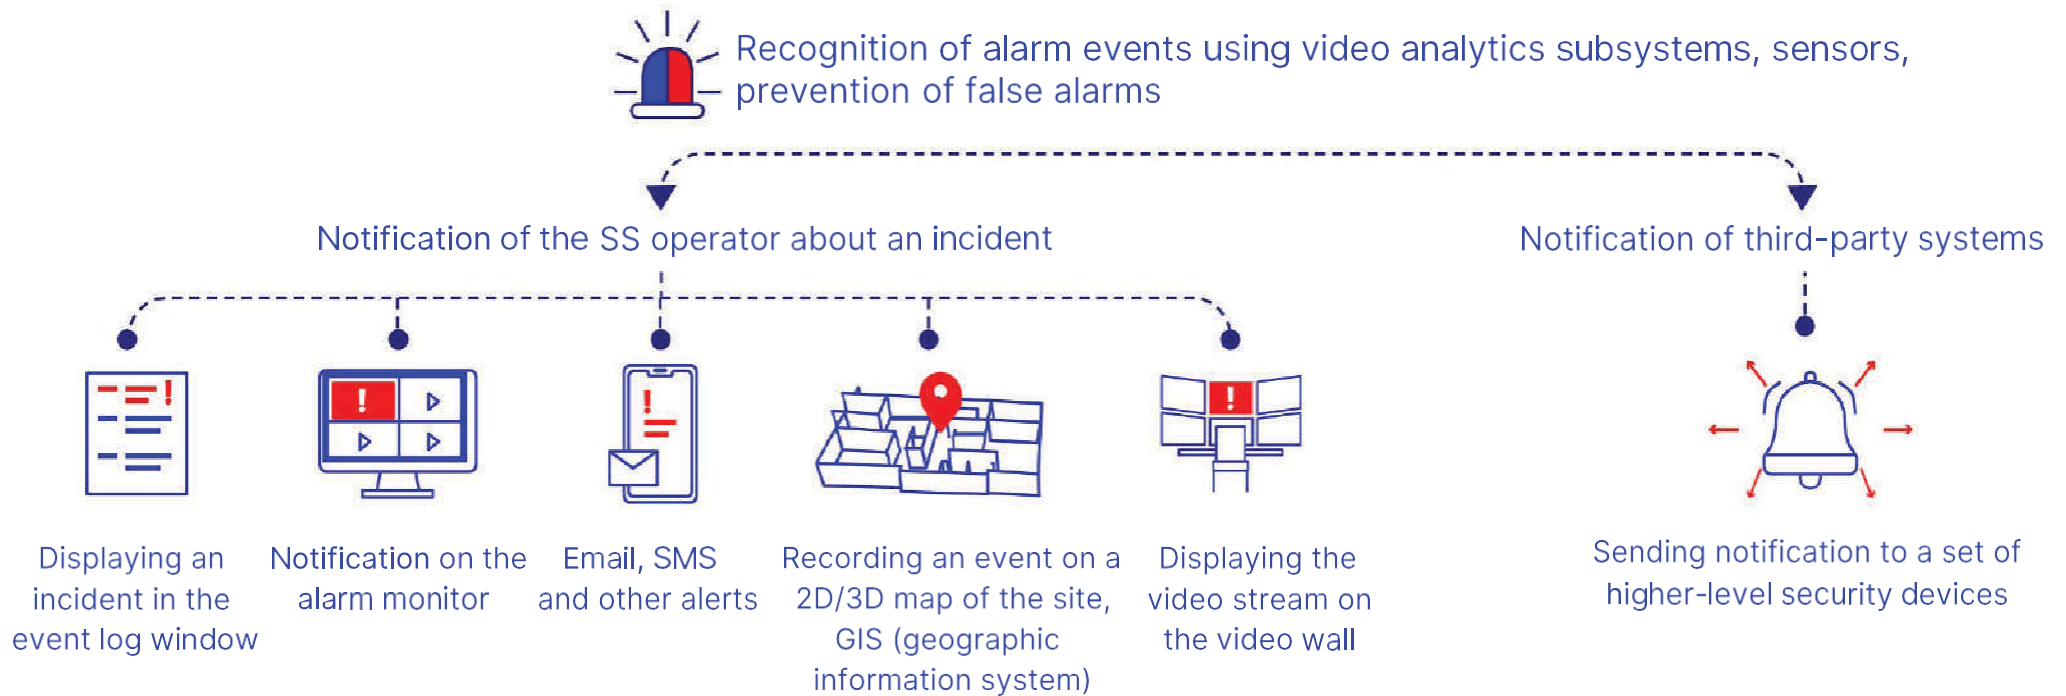 Recognition of alarm events using video analytics subsystems, sensors,
prevention of false alarms
Notification of the SS operator about an incident
Notification of third-party systems
Displaying an
incident in the
event log window
Notification on the
alarm monitor
Email, SMS
and other alerts
Recording an event on a
2D/3D map of the site,
GIS (geographic
information system)
Displaying the
video stream on
the video wall
Sending notification to a set of
higher-level security devices